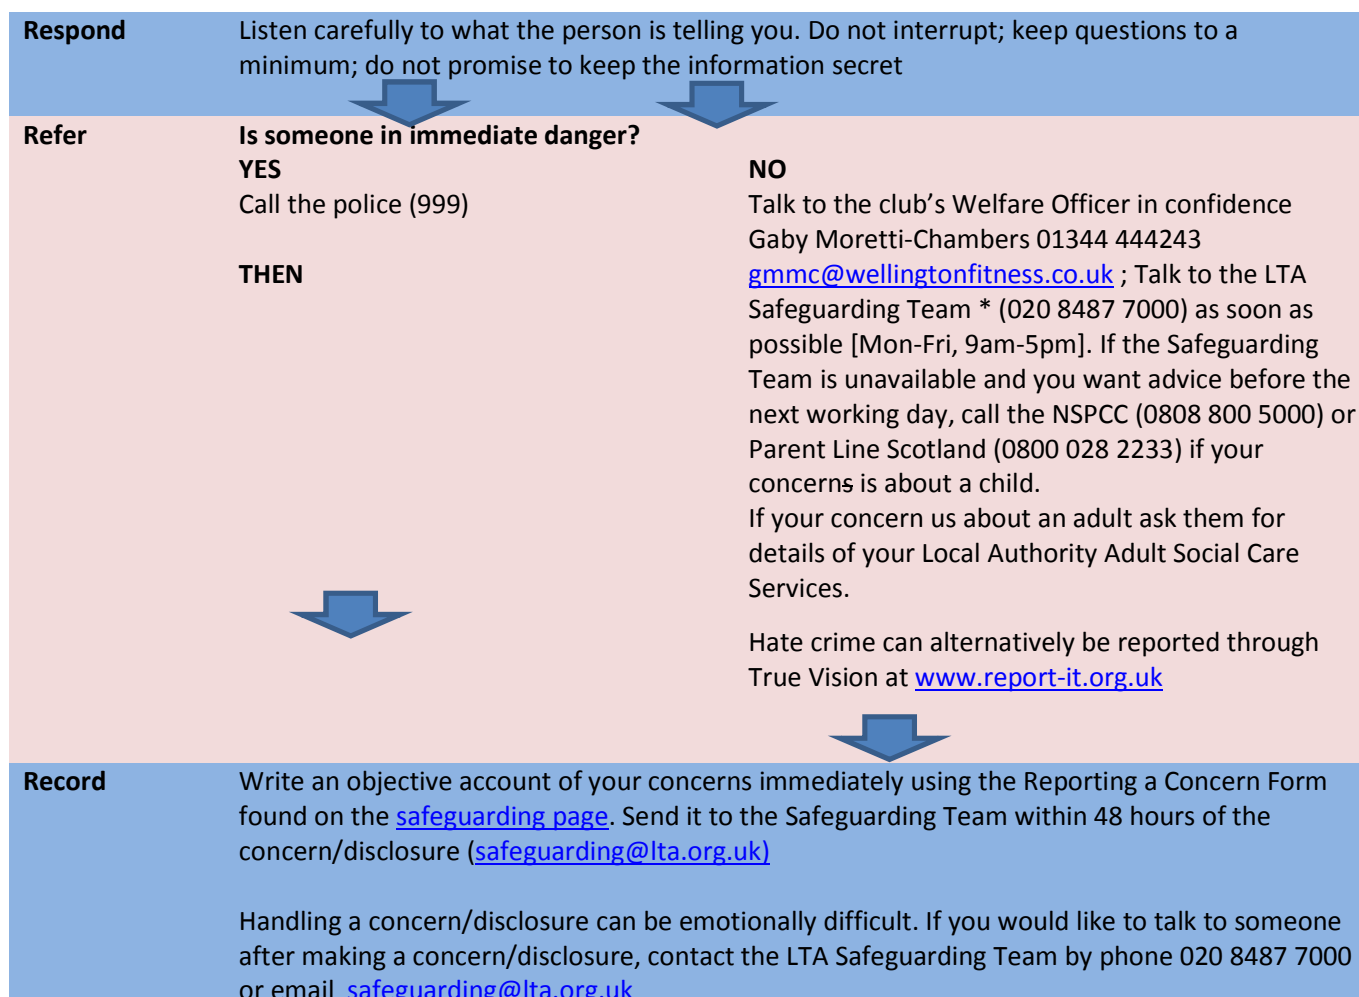 Respond
Listen carefully to what the person is telling you. Do not interrupt; keep questions to a
minimum; do not promise to keep the information secret
Refer
Is someone in immediate danger?
YES
Call the police (999)
THEN
NO
Talk to the club’s Welfare Officer in confidence
Gaby Moretti-Chambers 01344 444243
gmmc@wellingtonfitness.co.uk ; Talk to the LTA
Safeguarding Team * (020 8487 7000) as soon as
possible [Mon-Fri, 9am-5pm]. If the Safeguarding
Team is unavailable and you want advice before the
next working day, call the NSPCC (0808 800 5000) or
Parent Line Scotland (0800 028 2233) if your
concerns is about a child.
If your concern us about an adult ask them for
details of your Local Authority Adult Social Care
Services.
Hate crime can alternatively be reported through
True Vision at www.report-it.org.uk
Record
Write an objective account of your concerns immediately using the Reporting a Concern Form
found on the safeguarding page. Send it to the Safeguarding Team within 48 hours of the
concern/disclosure (safeguarding@lta.org.uk)
Handling a concern/disclosure can be emotionally difficult. If you would like to talk to someone
after making a concern/disclosure, contact the LTA Safeguarding Team by phone 020 8487 7000
or email safeguarding@lta.org.uk